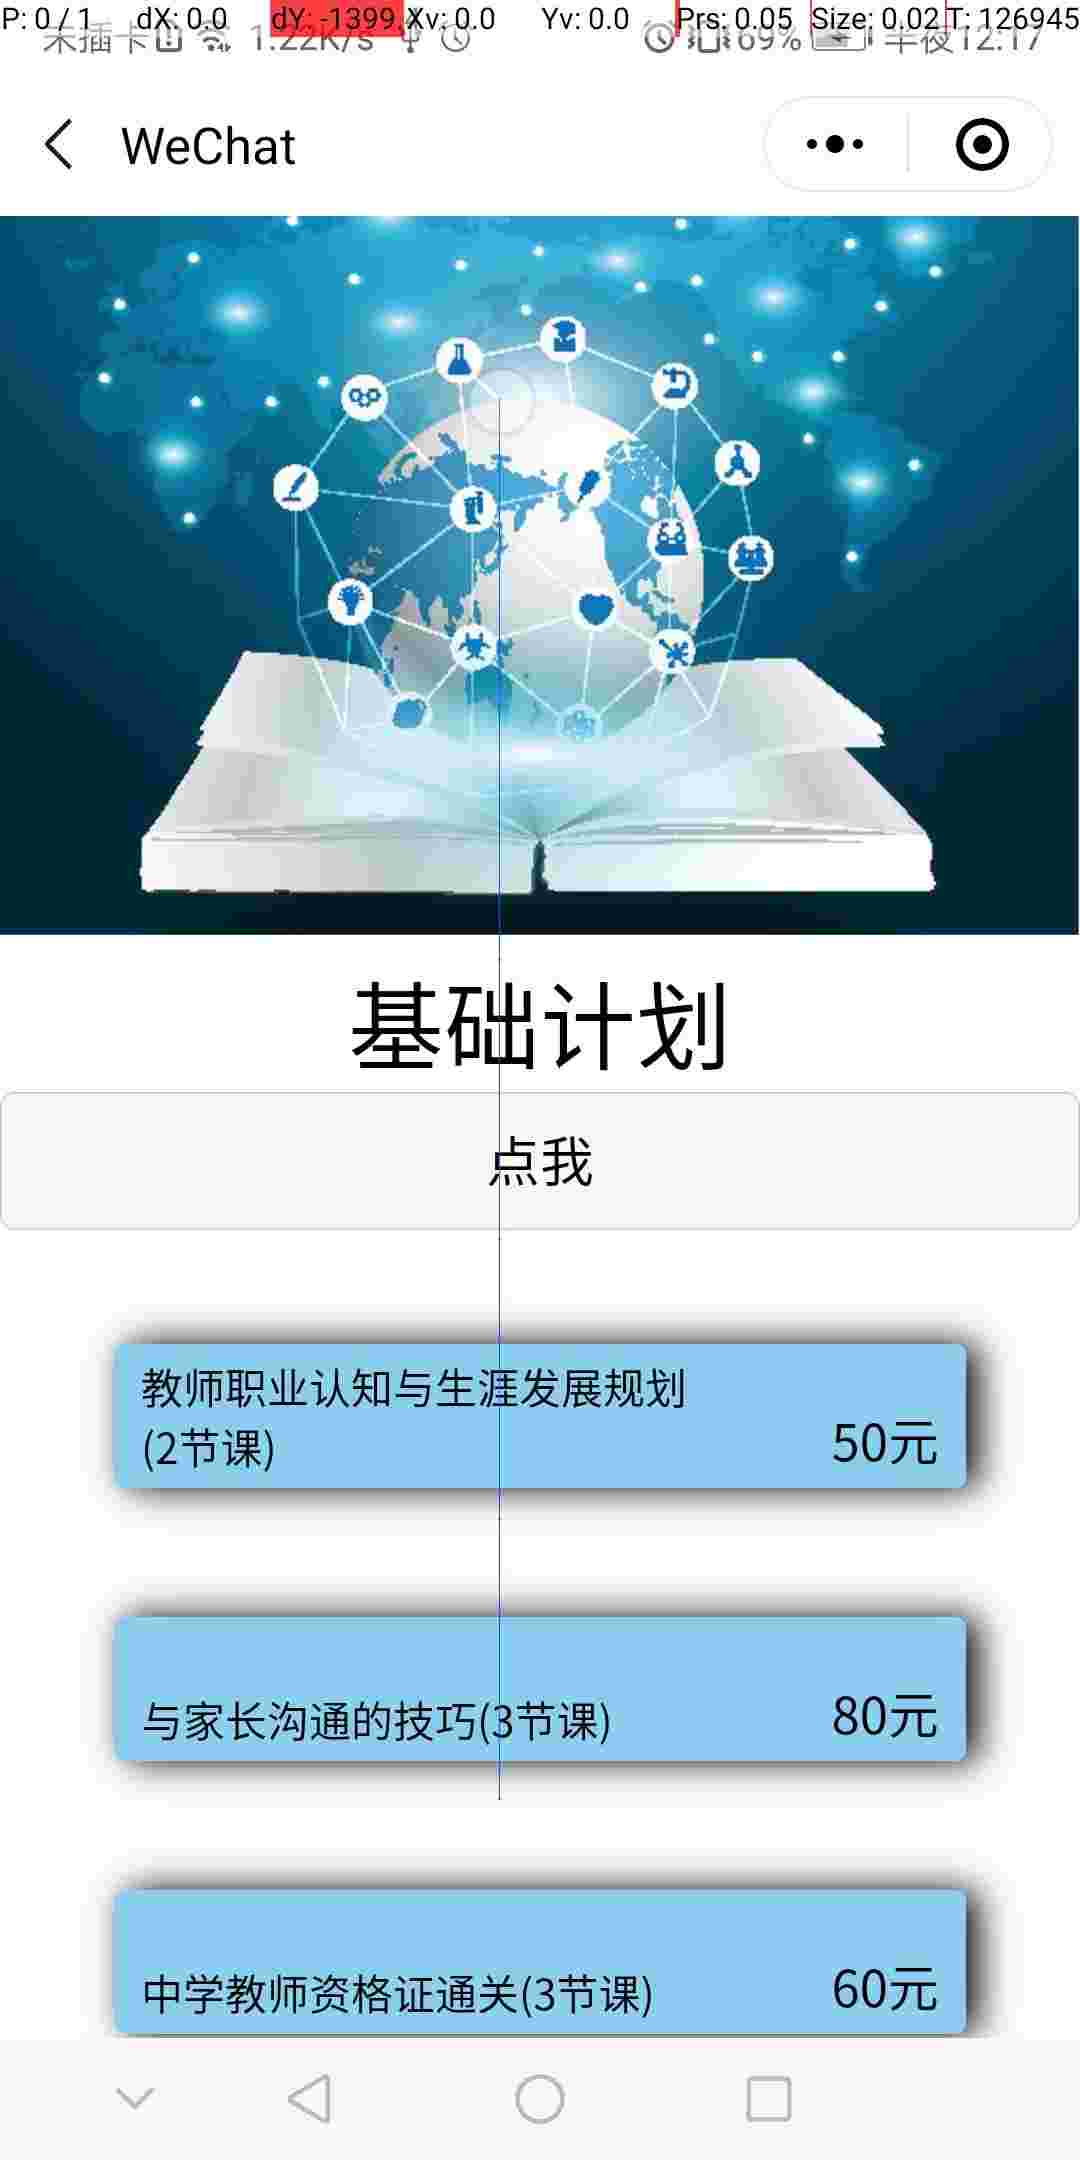 P: 0 / 1 dX: 0.0 dY: -1399. Xv: 0.0 Yv: 0.0 Prs: 0.05 Size: 0.02 T: 126945
未插卡 1.22K/s 69% 半夜12:17
WeChat
基础计划
点我
教师职业认知与生涯发展规划
(2节课)
50元
与家长沟通的技巧(3节课)
80元
中学教师资格证通关(3节课)
60元